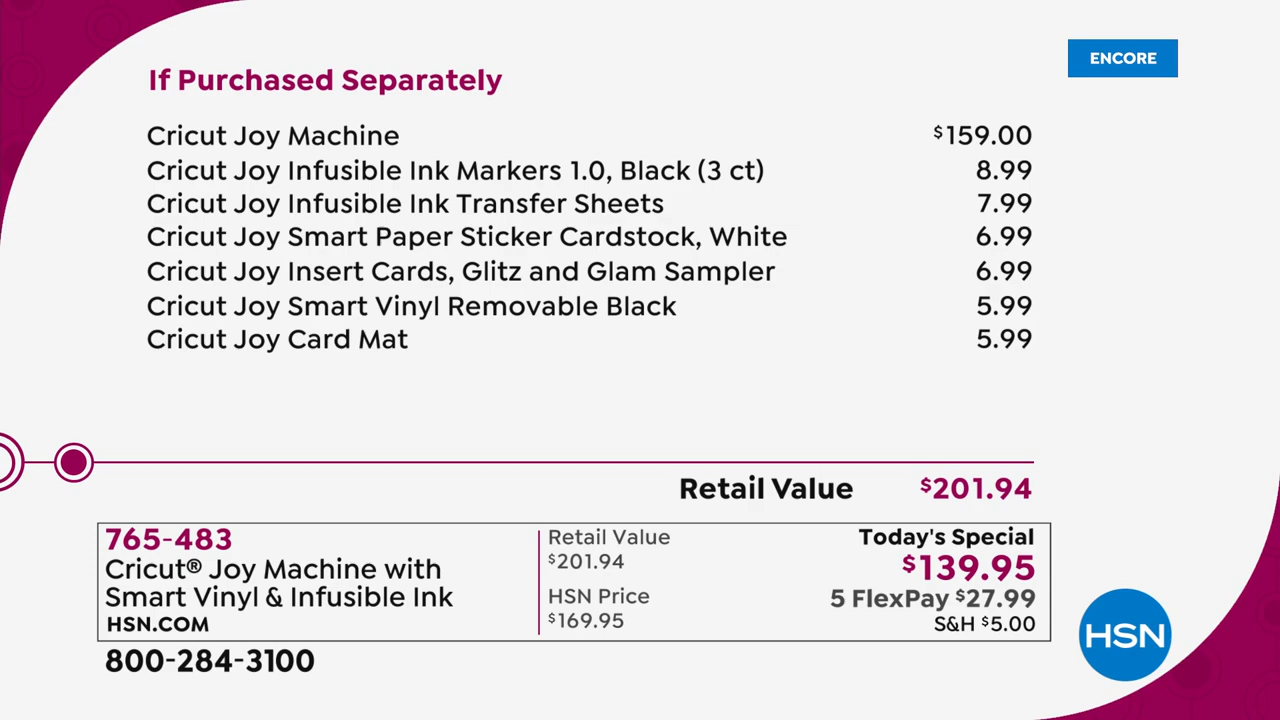 ENCORE
If Purchased Separately
Cricut Joy Machine $159.00
Cricut Joy Infusible Ink Markers 1.0, Black (3 ct) 8.99
Cricut Joy Infusible Ink Transfer Sheets 7.99
Cricut Joy Smart Paper Sticker Cardstock, White 6.99
Cricut Joy Insert Cards, Glitz and Glam Sampler 6.99
Cricut Joy Smart Vinyl Removable Black 5.99
Cricut Joy Card Mat 5.99
Retail Value $201.94
765-483
Cricut® Joy Machine with
Smart Vinyl & Infusible Ink
HSN.COM
Retail Value
$201.94
HSN Price
$169.95
Today's Special
$139.95
5 FlexPay $27.99
S&H $5.00
800-284-3100
HSN